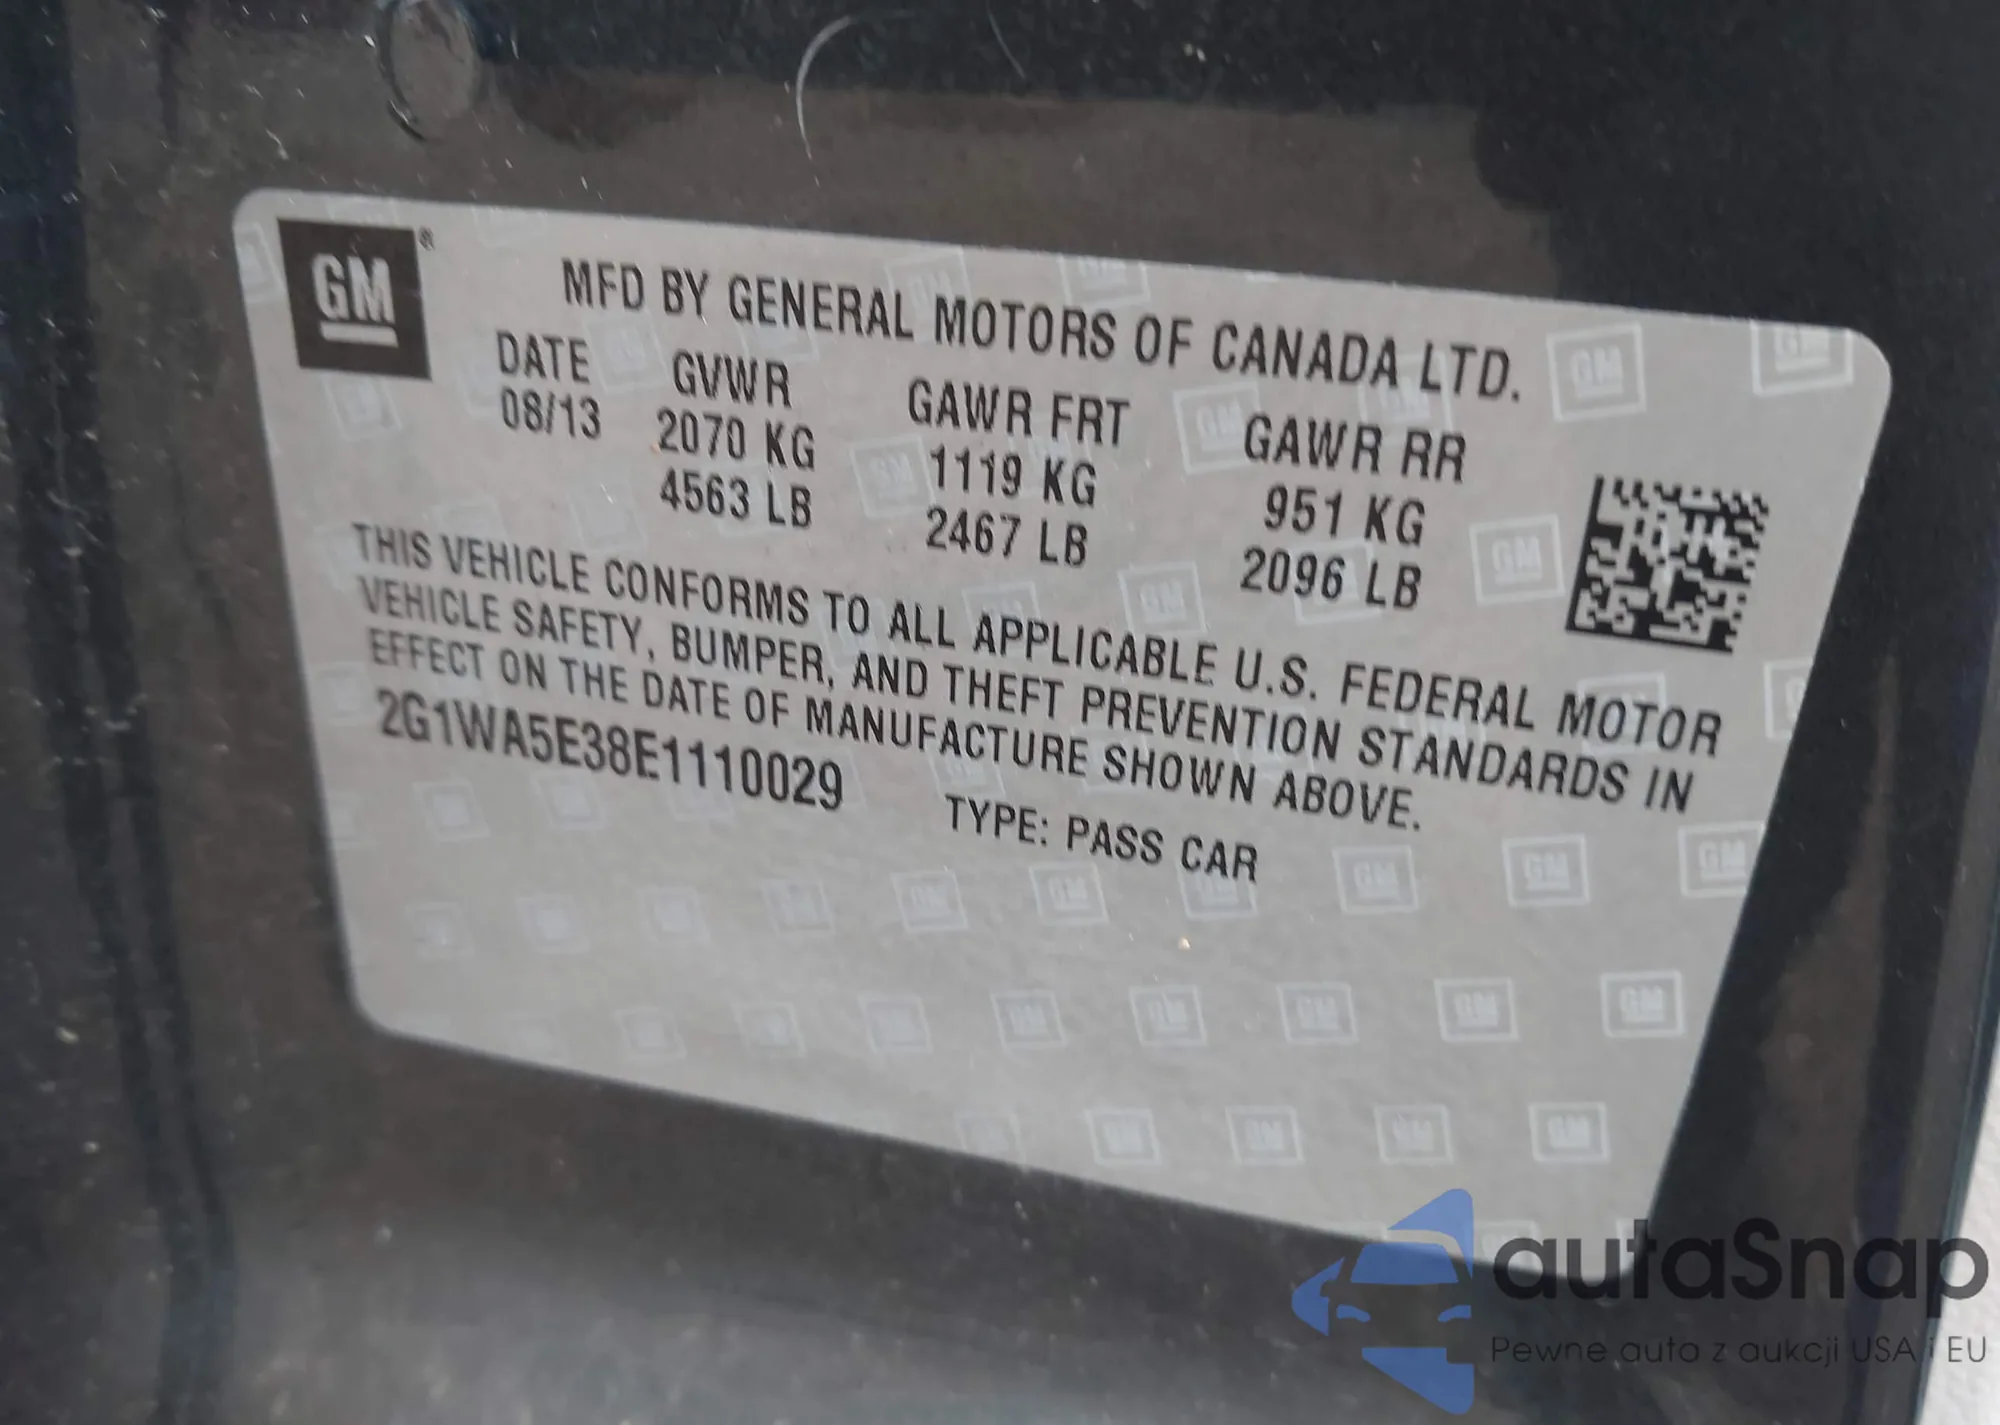 GM®
MFD BY GENERAL MOTORS OF CANADA LTD.
DATE GVWR GAWR FRT GAWR RR
08/13 2070 KG 1119 KG 951 KG
4563 LB 2467 LB 2096 LB
THIS VEHICLE CONFORMS TO ALL APPLICABLE U.S. FEDERAL MOTOR
VEHICLE SAFETY, BUMPER, AND THEFT PREVENTION STANDARDS IN
EFFECT ON THE DATE OF MANUFACTURE SHOWN ABOVE.
2G1WA5E38E1110029 TYPE: PASS CAR
autaSnap
Pewne auto z aukcji USA i EU